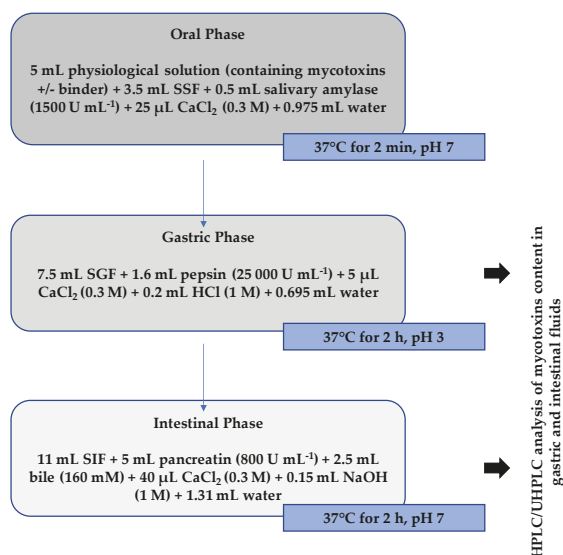 Oral Phase
5 mL physiological solution (containing mycotoxins
+/- binder) + 3.5 mL SSF + 0.5 mL salivary amylase
(1500 U mL⁻¹) + 25 µL CaCl₂ (0.3 M) + 0.975 mL water
37°C for 2 min, pH 7
Gastric Phase
7.5 mL SGF + 1.6 mL pepsin (25 000 U mL⁻¹) + 5 µL
CaCl₂ (0.3 M) + 0.2 mL HCl (1 M) + 0.695 mL water
37°C for 2 h, pH 3
Intestinal Phase
11 mL SIF + 5 mL pancreatin (800 U mL⁻¹) + 2.5 mL
bile (160 mM) + 40 µL CaCl₂ (0.3 M) + 0.15 mL NaOH
(1 M) + 1.31 mL water
37°C for 2 h, pH 7
HPLC/UHPLC analysis of mycotoxins content in
gastric and intestinal fluids